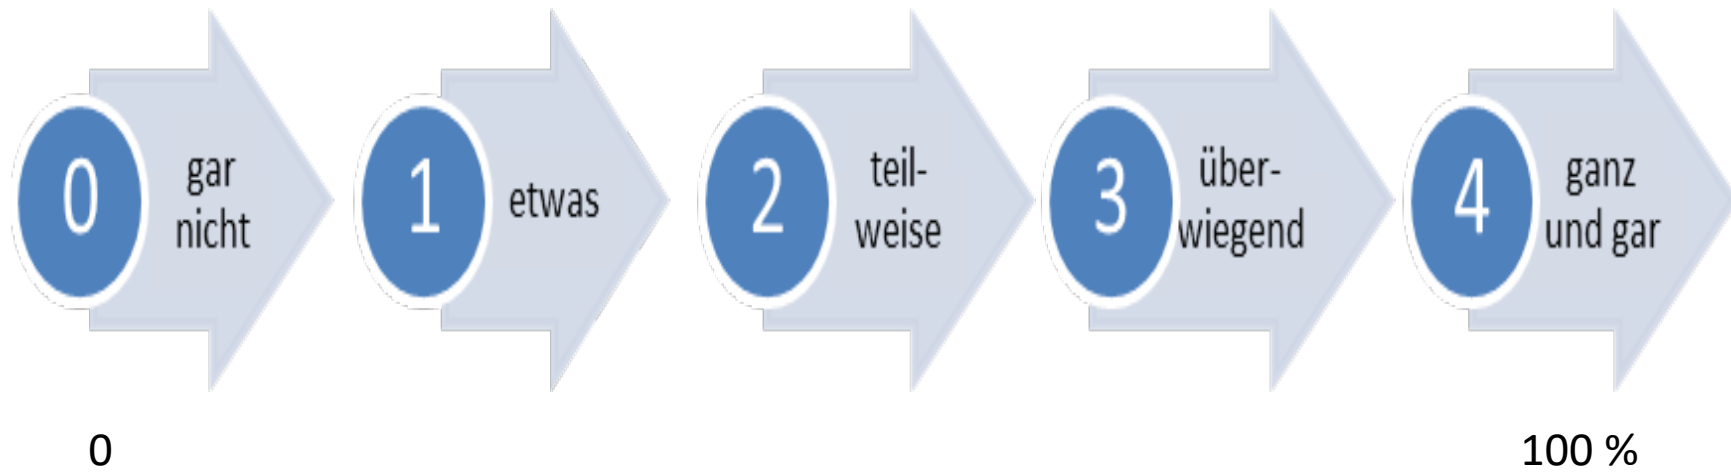 0 gar nicht
1 etwas
2 teil-
weise
3 über-
wiegend
4 ganz
und gar
0 100 %